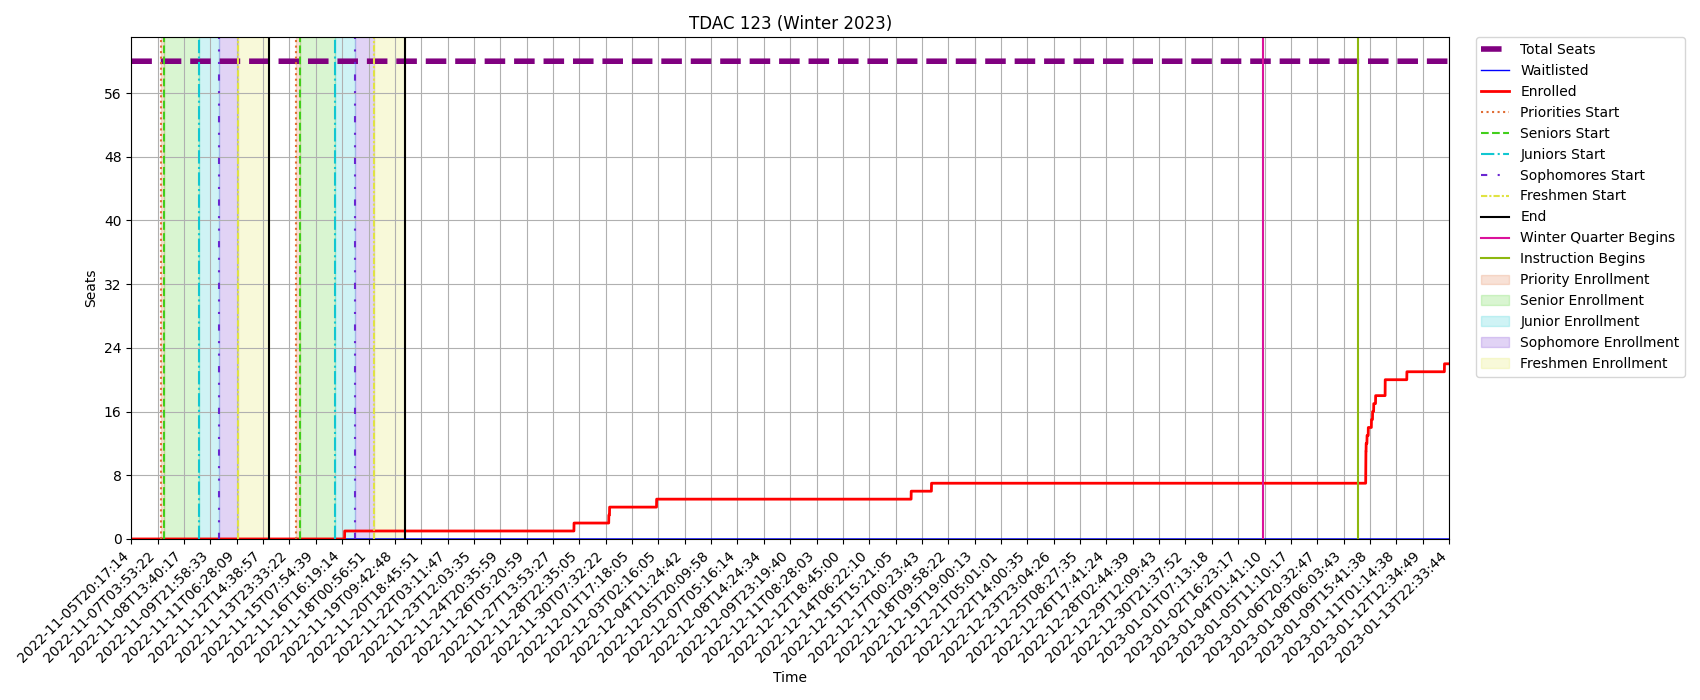 TDAC 123 (Winter 2023)
Seats
56
48
40
32
24
16
8
0
2022-11-05T20:17:14
2022-11-07T03:53:22
2022-11-08T13:40:17
2022-11-09T21:58:33
2022-11-11T06:28:09
2022-11-12T14:38:57
2022-11-13T23:33:22
2022-11-15T07:54:39
2022-11-16T16:19:14
2022-11-18T00:56:51
2022-11-19T09:42:48
2022-11-20T18:45:51
2022-11-22T03:11:47
2022-11-23T12:03:35
2022-11-24T20:35:59
2022-11-26T05:20:59
2022-11-27T13:53:27
2022-11-28T22:35:05
2022-11-30T07:32:22
2022-12-01T17:18:05
2022-12-03T02:16:05
2022-12-04T11:24:42
2022-12-05T20:09:58
2022-12-07T05:16:14
2022-12-08T14:24:34
2022-12-09T23:19:40
2022-12-11T08:28:03
2022-12-12T18:45:00
2022-12-14T06:22:10
2022-12-15T15:21:05
2022-12-17T00:23:43
2022-12-18T09:58:22
2022-12-19T19:00:13
2022-12-21T05:01:01
2022-12-22T14:00:35
2022-12-23T23:04:26
2022-12-25T08:27:35
2022-12-26T17:41:24
2022-12-28T02:44:39
2022-12-29T12:09:43
2022-12-30T21:37:52
2023-01-01T07:13:18
2023-01-02T16:23:17
2023-01-04T01:41:10
2023-01-05T11:10:17
2023-01-06T20:32:47
2023-01-08T06:03:43
2023-01-09T15:41:38
2023-01-11T01:14:38
2023-01-12T12:34:49
2023-01-13T22:33:44
Time
Total Seats
Waitlisted
Enrolled
Priorities Start
Seniors Start
Juniors Start
Sophomores Start
Freshmen Start
End
Winter Quarter Begins
Instruction Begins
Priority Enrollment
Senior Enrollment
Junior Enrollment
Sophomore Enrollment
Freshmen Enrollment